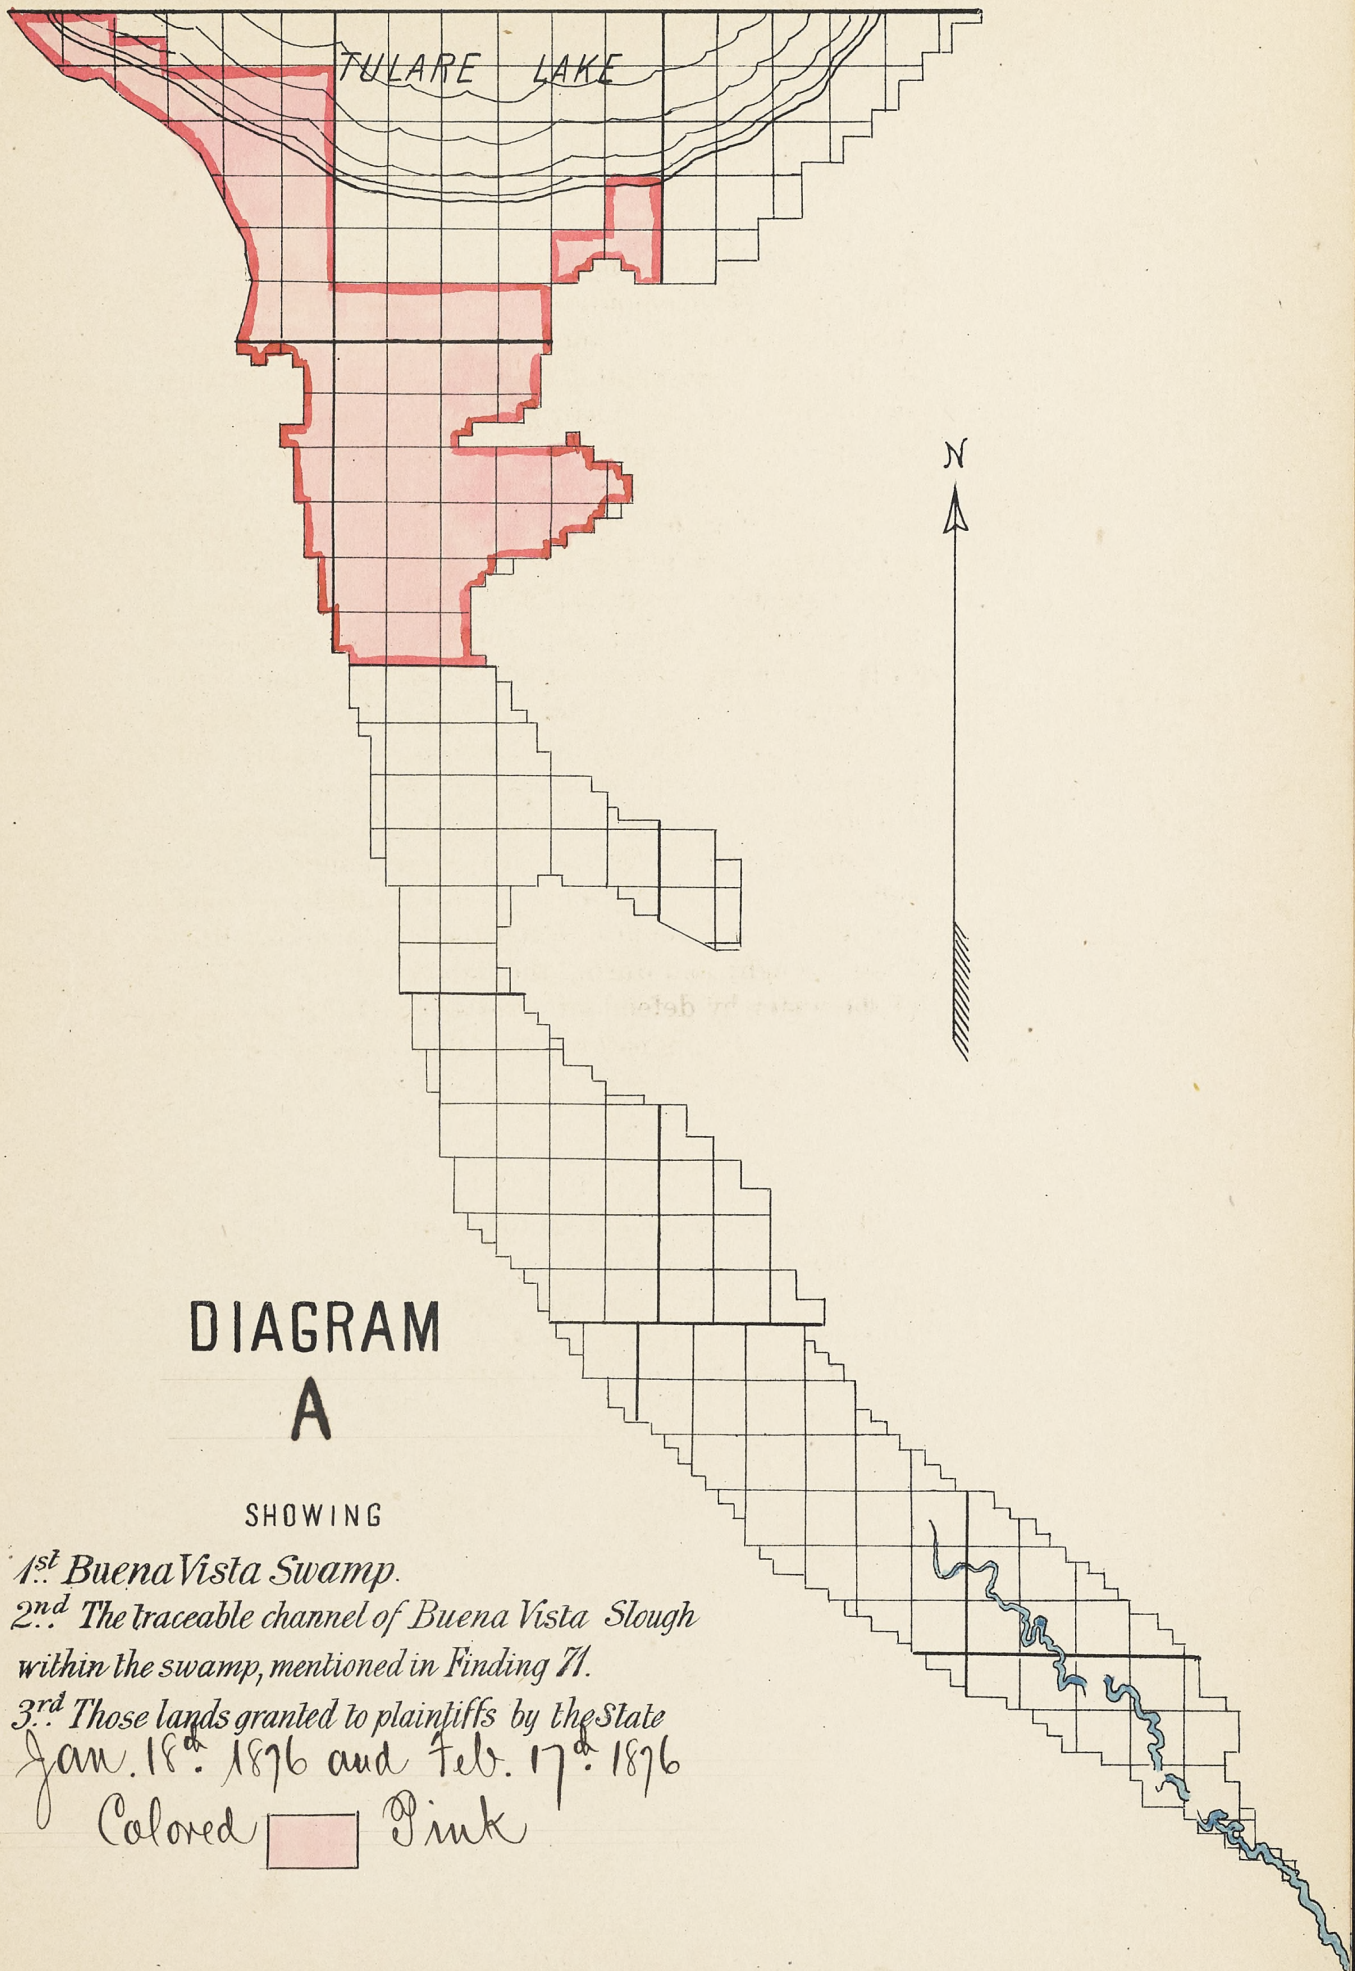 TULARE LAKE
N
DIAGRAM
A
SHOWING
1st Buena Vista Swamp.
2nd The traceable channel of Buena Vista Slough
within the swamp, mentioned in Finding 71.
3rd Those lands granted to plaintiffs by the State
Jan. 18th 1876 and Feb. 17th 1876
Colored Pink